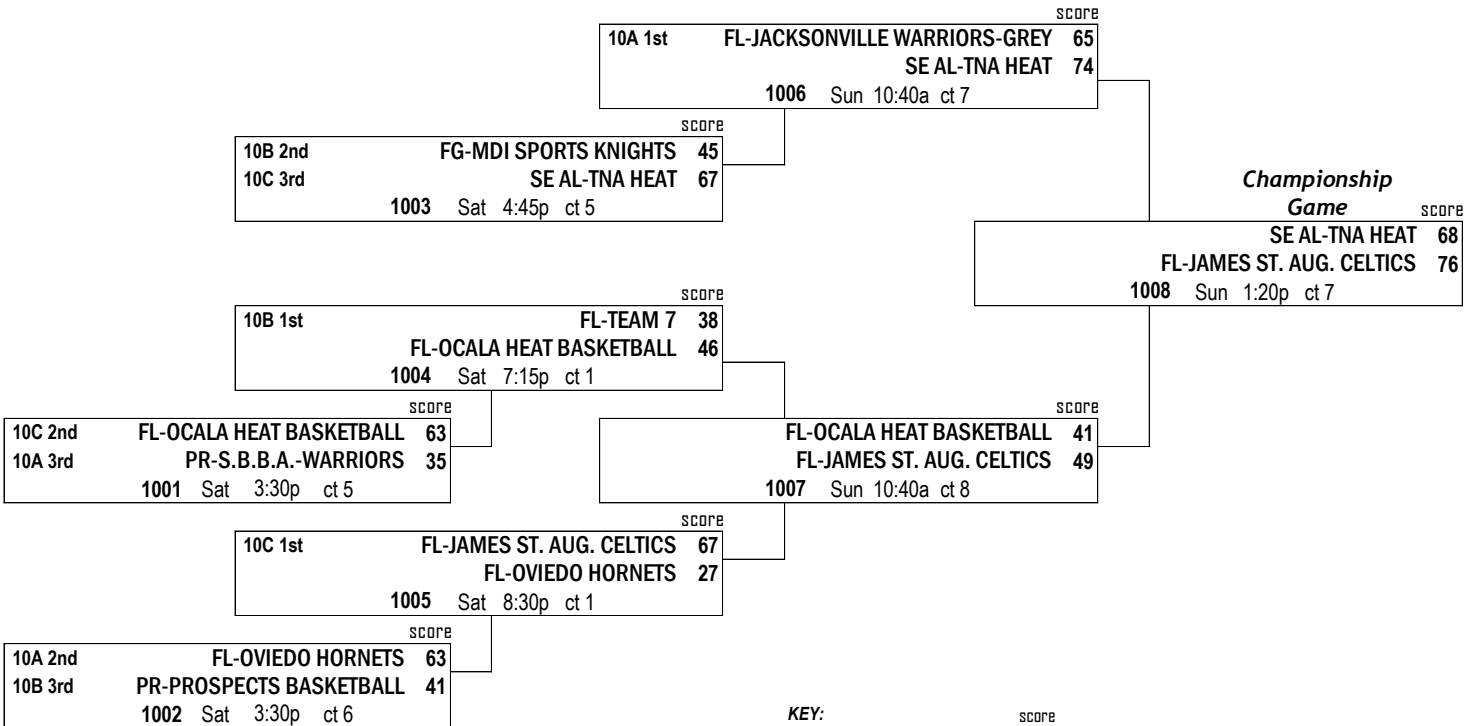 score
10A 1st FL-JACKSONVILLE WARRIORS-GREY 65
SE AL-TNA HEAT 74
1006 Sun 10:40a ct 7
score
10B 2nd FG-MDI SPORTS KNIGHTS 45
10C 3rd SE AL-TNA HEAT 67
1003 Sat 4:45p ct 5
Championship
Game score
SE AL-TNA HEAT 68
FL-JAMES ST. AUG. CELTICS 76
1008 Sun 1:20p ct 7
score
10B 1st FL-TEAM 7 38
FL-OCALA HEAT BASKETBALL 46
1004 Sat 7:15p ct 1
score
10C 2nd FL-OCALA HEAT BASKETBALL 63
10A 3rd PR-S.B.B.A.-WARRIORS 35
1001 Sat 3:30p ct 5
score
FL-OCALA HEAT BASKETBALL 41
FL-JAMES ST. AUG. CELTICS 49
1007 Sun 10:40a ct 8
score
10C 1st FL-JAMES ST. AUG. CELTICS 67
FL-OVIEDO HORNETS 27
1005 Sat 8:30p ct 1
score
10A 2nd FL-OVIEDO HORNETS 63
10B 3rd PR-PROSPECTS BASKETBALL 41
1002 Sat 3:30p ct 6
KEY: score